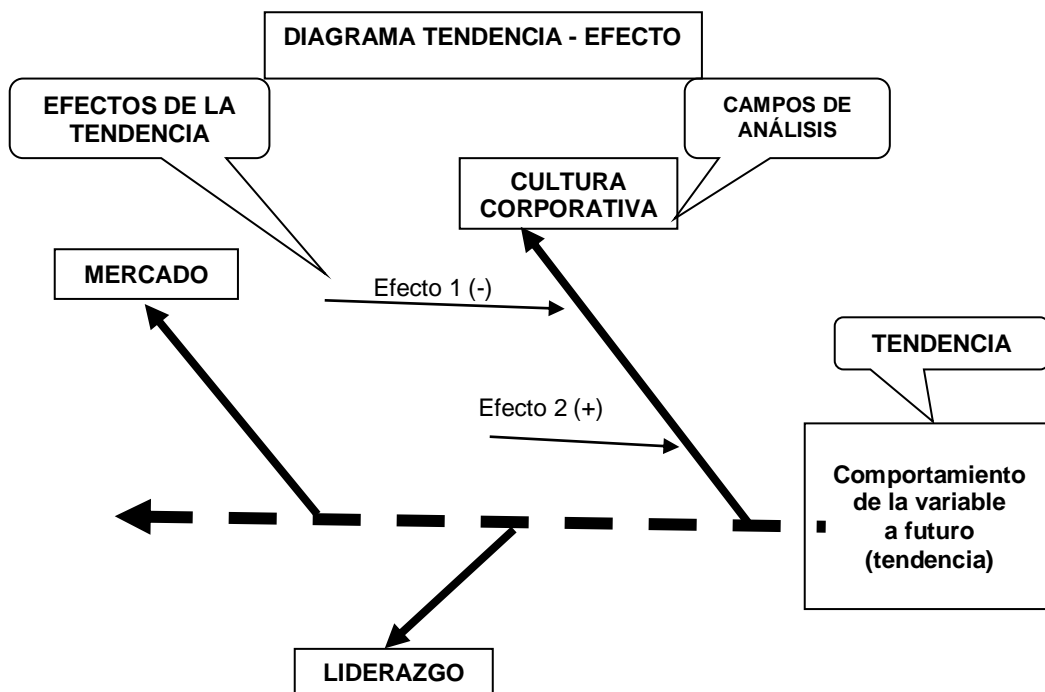 DIAGRAMA TENDENCIA - EFECTO
EFECTOS DE LA
TENDENCIA
CAMPOS DE
ANÁLISIS
CULTURA
CORPORATIVA
MERCADO
Efecto 1 (-)
TENDENCIA
Efecto 2 (+)
Comportamiento
de la variable
a futuro
(tendencia)
LIDERAZGO